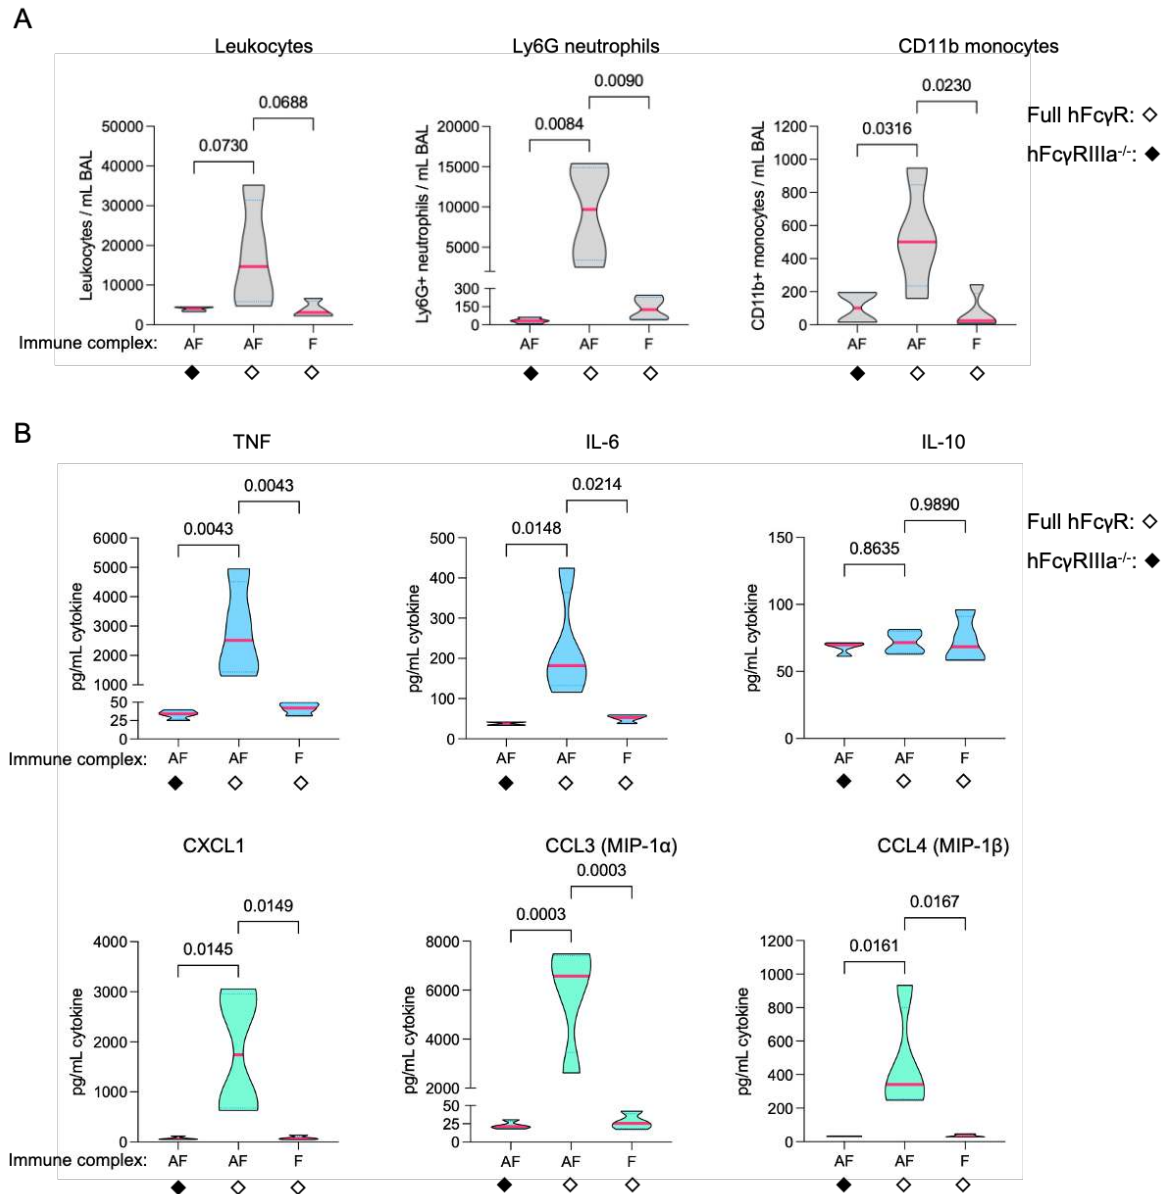 A
Leukocytes
Ly6G neutrophils
CD11b monocytes
0.0688
0.0730
0.0090
0.0084
0.0230
0.0316
Full hFcγR: ◇
hFcγRIIIa-/-: ◆
Leukocytes / mL BAL
50000
40000
30000
20000
10000
0
Ly6G+ neutrophils / mL BAL
20000
15000
10000
5000
300
150
0
CD11b+ monocytes / mL BAL
1200
1000
800
600
400
200
0
Immune complex: AF AF F
AF AF F
AF AF F
B
TNF
IL-6
IL-10
0.0043
0.0043
0.0214
0.0148
0.9890
0.8635
Full hFcγR: ◇
hFcγRIIIa-/-: ◆
pg/mL cytokine
6000
5000
4000
3000
2000
1000
50
25
0
pg/mL cytokine
500
400
300
200
100
0
pg/mL cytokine
150
100
50
0
Immune complex: AF AF F
AF AF F
AF AF F
CXCL1
CCL3 (MIP-1α)
CCL4 (MIP-1β)
0.0149
0.0145
0.0003
0.0003
0.0167
0.0161
pg/mL cytokine
4000
3000
2000
1000
0
pg/mL cytokine
8000
6000
4000
2000
50
25
0
pg/mL cytokine
1200
1000
800
600
400
200
0
Immune complex: AF AF F
AF AF F
AF AF F